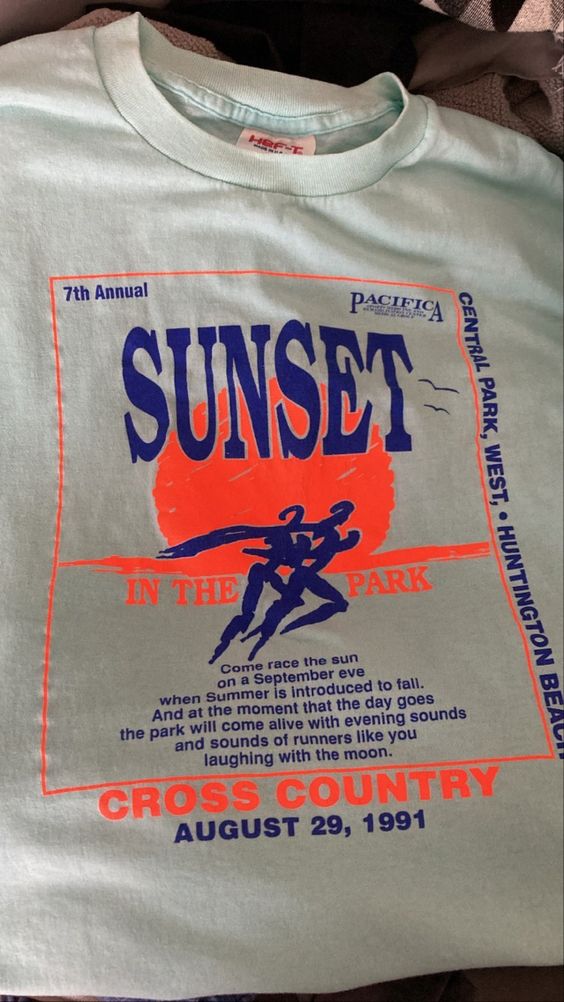 HEF-T
7th Annual
PACIFICA
SUNSET
IN THE PARK
Come race the sun
on a September eve
when Summer is introduced to fall.
And at the moment that the day goes
the park will come alive with evening sounds
and sounds of runners like you
laughing with the moon.
CROSS COUNTRY
AUGUST 29, 1991
CENTRAL PARK, WEST, • HUNTINGTON BEACH